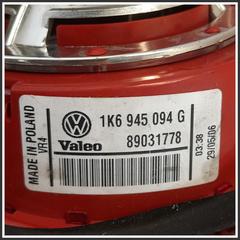 MADE IN POLAND
VR4
1K6 945 094 G
Valeo
89031778
03:38
29/05/06